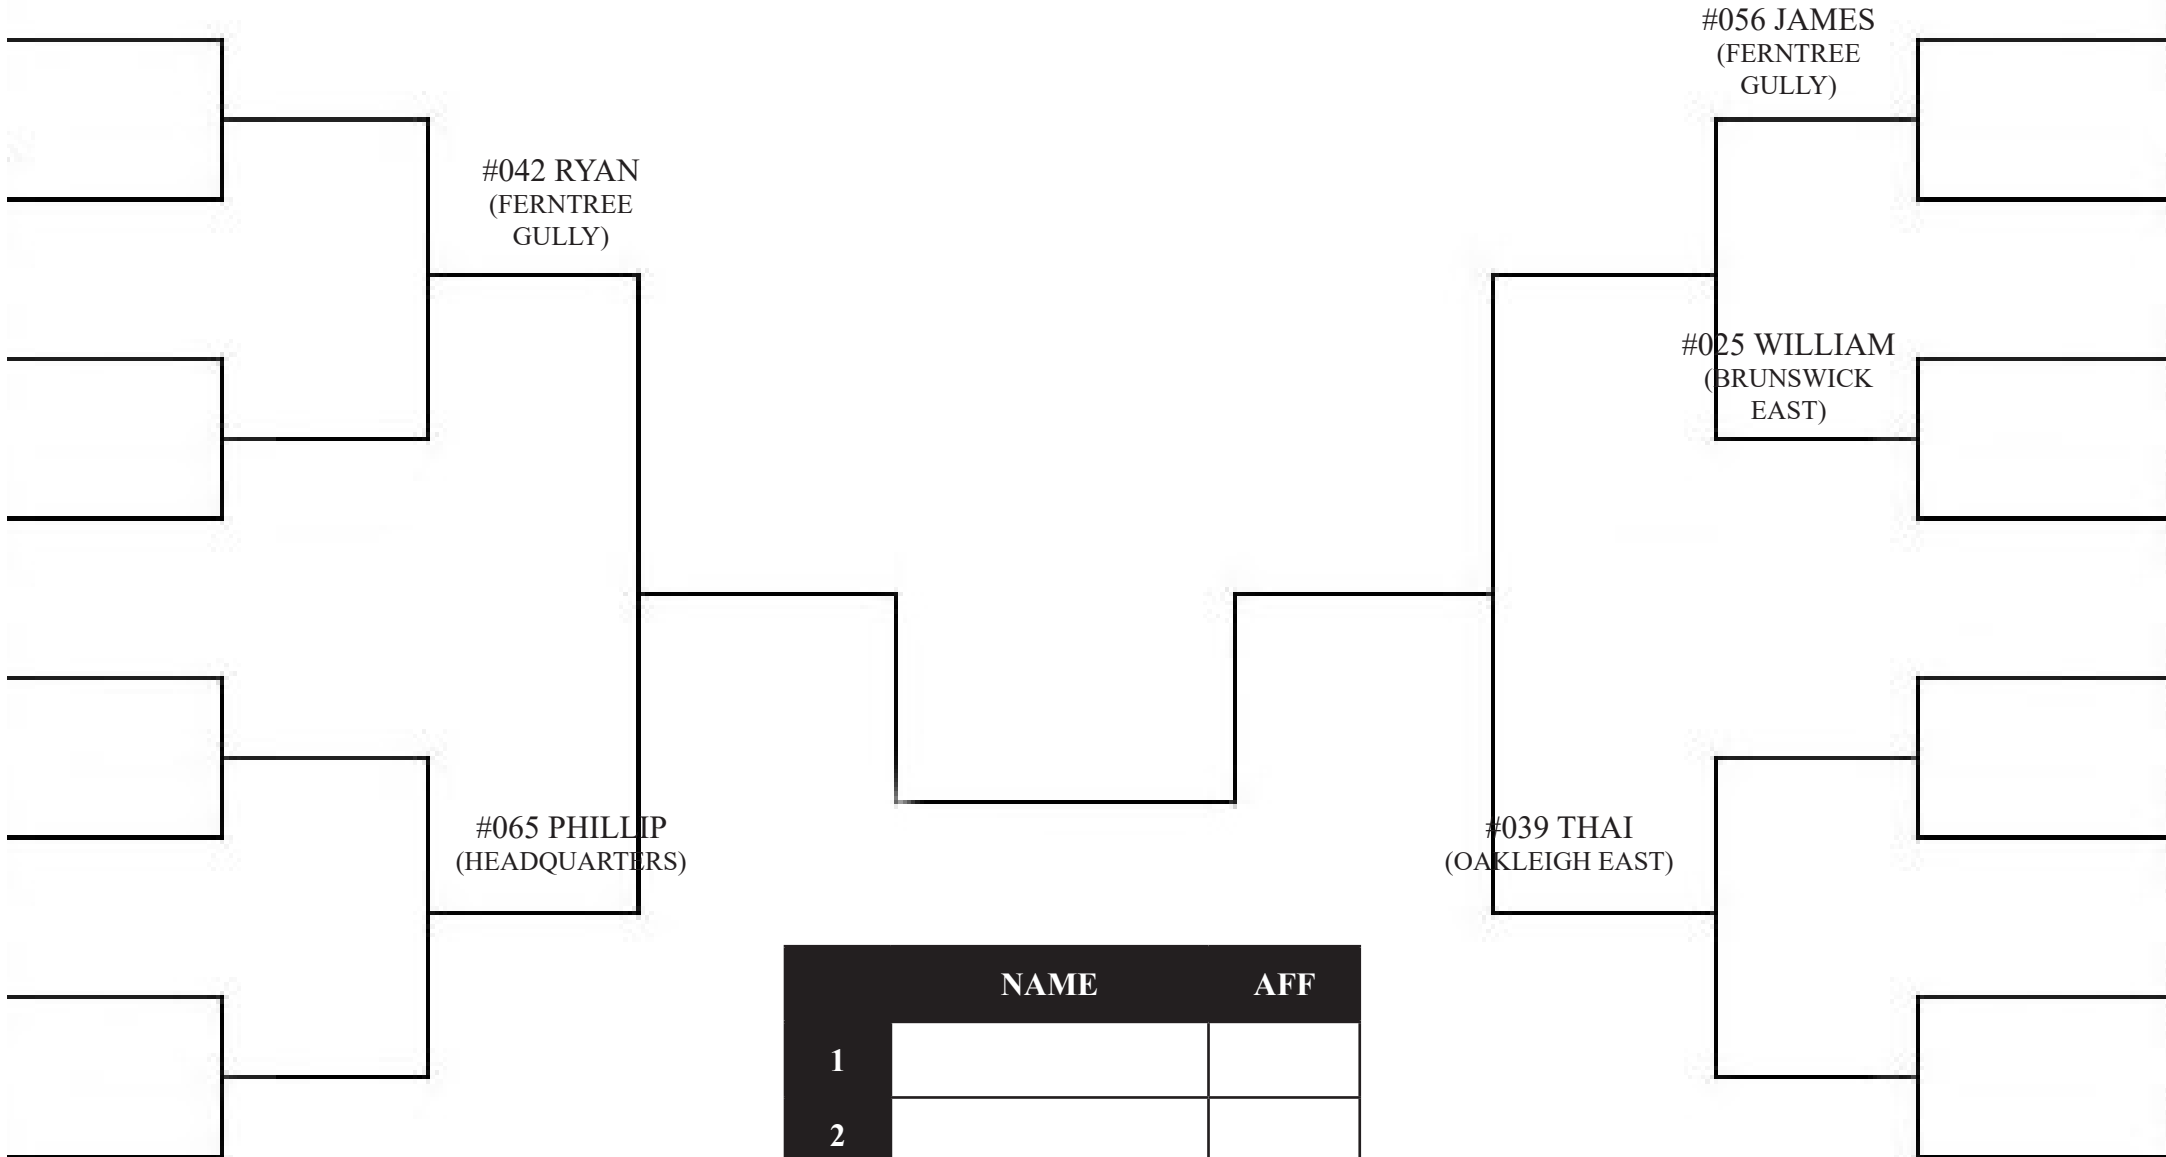 #056 JAMES
(FERNTREE
GULLY)
#042 RYAN
(FERNTREE
GULLY)
#025 WILLIAM
(BRUNSWICK
EAST)
#065 PHILLIP
(HEADQUARTERS)
#039 THAI
(OAKLEIGH EAST)
NAME AFF
1
2